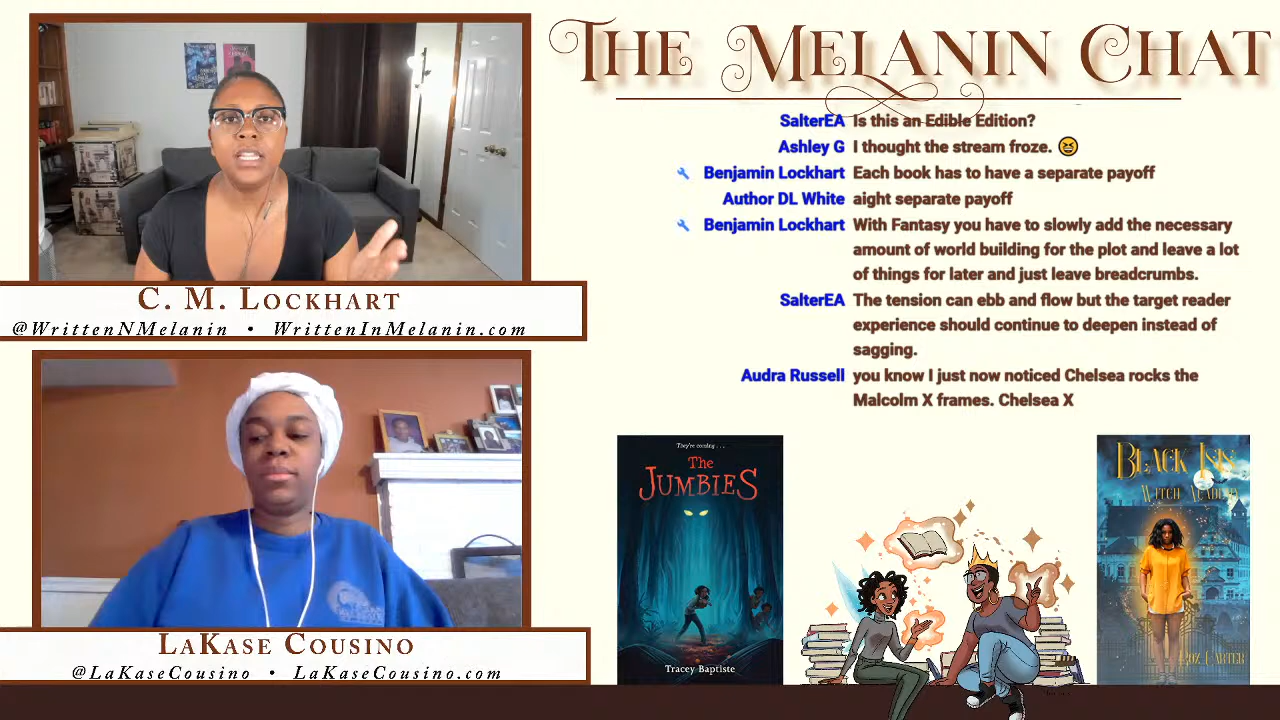 THE MELANIN CHAT
SalterEA Is this an Edible Edition?
Ashley G I thought the stream froze. 😆
Benjamin Lockhart Each book has to have a separate payoff
Author DL White aight separate payoff
Benjamin Lockhart With Fantasy you have to slowly add the necessary
amount of world building for the plot and leave a lot
of things for later and just leave breadcrumbs.
SalterEA The tension can ebb and flow but the target reader
experience should continue to deepen instead of
sagging.
Audra Russell you know I just now noticed Chelsea rocks the
Malcolm X frames. Chelsea X
C. M. LOCKHART
@WrittenNMelanin • WrittenInMelanin.com
LAKASE COUSINO
@LaKaseCousino • LaKaseCousino.com
They're coming . . .
The
JUMBIES
Tracey Baptiste
BLACK ISIS
WITCH ACADEMY